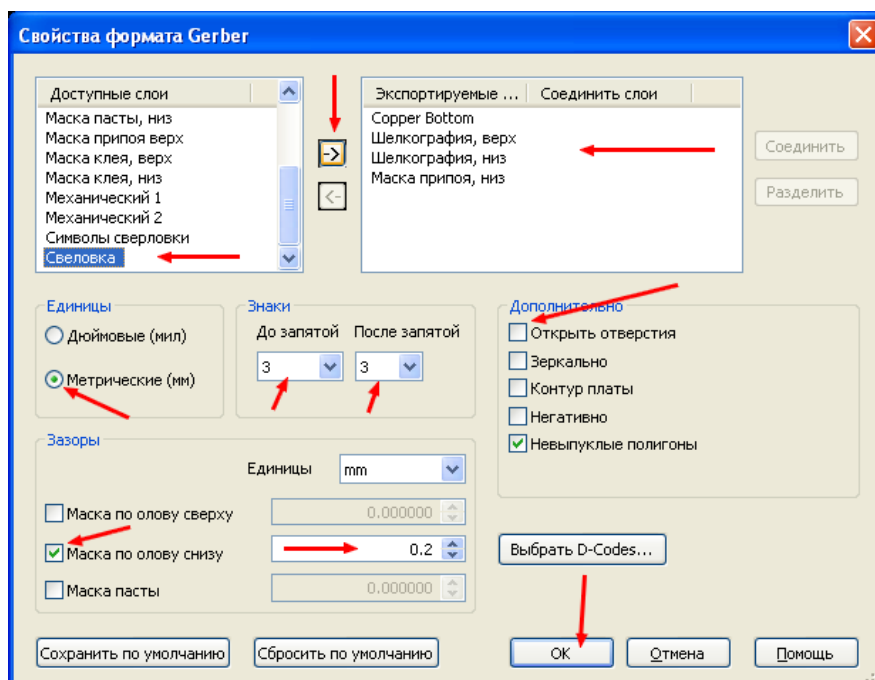 Свойства формата Gerber
Доступные слои
Маска пасты, низ
Маска припоя верх
Маска клея, верх
Маска клея, низ
Механический 1
Механический 2
Символы сверловки
Свеловка
->
<-
Экспортируемые ... Соединить слои
Copper Bottom
Шелкография, верх
Шелкография, низ
Маска припоя, низ
Соединить
Разделить
Единицы
Дюймовые (мил)
Метрические (мм)
Знаки
До запятой После запятой
3 3
Дополнительно
Открыть отверстия
Зеркально
Контур платы
Негативно
Невыпуклые полигоны
Зазоры
Единицы mm
Маска по олову сверху 0.000000
Маска по олову снизу 0.2
Маска пасты 0.000000
Выбрать D-Codes...
Сохранить по умолчанию Сбросить по умолчанию OK Отмена Помощь